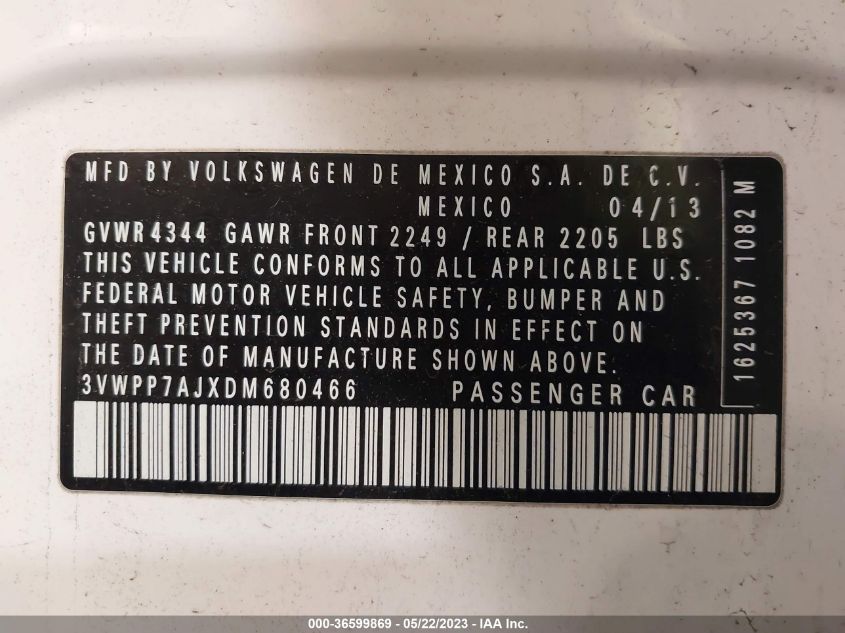 MFD BY VOLKSWAGEN DE MEXICO S.A. DE C.V.
MEXICO 04/13
GVWR 4344 GAWR FRONT 2249 / REAR 2205 LBS
THIS VEHICLE CONFORMS TO ALL APPLICABLE U.S.
FEDERAL MOTOR VEHICLE SAFETY, BUMPER AND
THEFT PREVENTION STANDARDS IN EFFECT ON
THE DATE OF MANUFACTURE SHOWN ABOVE.
3VWPP7AJXDM680466 PASSENGER CAR
1625367 1082 M
000-36599869 - 05/22/2023 - IAA Inc.